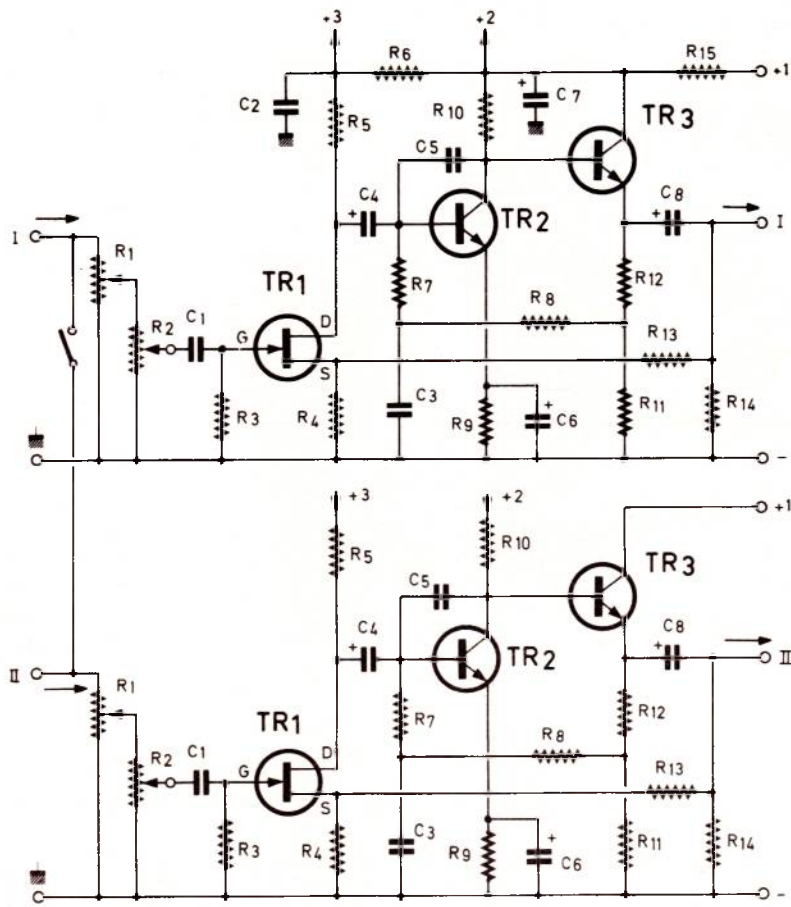 +3 +2
R6 R15
+1
C2 R5 R10 + C7
TR3
C5
C4 C8
+ TR2 + I
I
R1 R7 R12
TR1 R8
R2 C1 D R13
G
S
R3 R4 C3 + R11 R14
R9 C6
-
+3 +2
+1
R5 R10
TR3
C5
C4 C8
+ TR2 + II
II
R1 R7 R12
TR1 R8
R2 C1 D R13
G
S
R3 R4 C3 + R11 R14
R9 C6
-